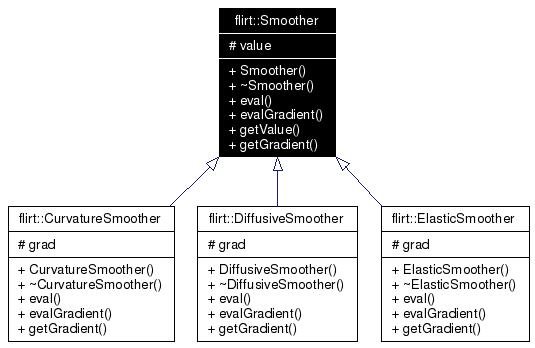 flirt::Smoother
# value
+ Smoother()
+ ~Smoother()
+ eval()
+ evalGradient()
+ getValue()
+ getGradient()
flirt::CurvatureSmoother
# grad
+ CurvatureSmoother()
+ ~CurvatureSmoother()
+ eval()
+ evalGradient()
+ getGradient()
flirt::DiffusiveSmoother
# grad
+ DiffusiveSmoother()
+ ~DiffusiveSmoother()
+ eval()
+ evalGradient()
+ getGradient()
flirt::ElasticSmoother
# grad
+ ElasticSmoother()
+ ~ElasticSmoother()
+ eval()
+ evalGradient()
+ getGradient()